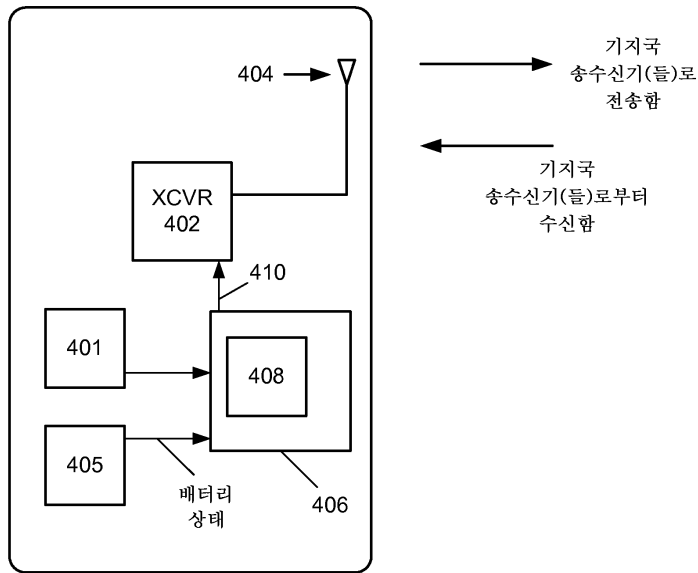 404
기지국
송수신기(들)로
전송함
기지국
송수신기(들)로부터
수신함
XCVR
402
410
401
408
405
배터리
상태
406